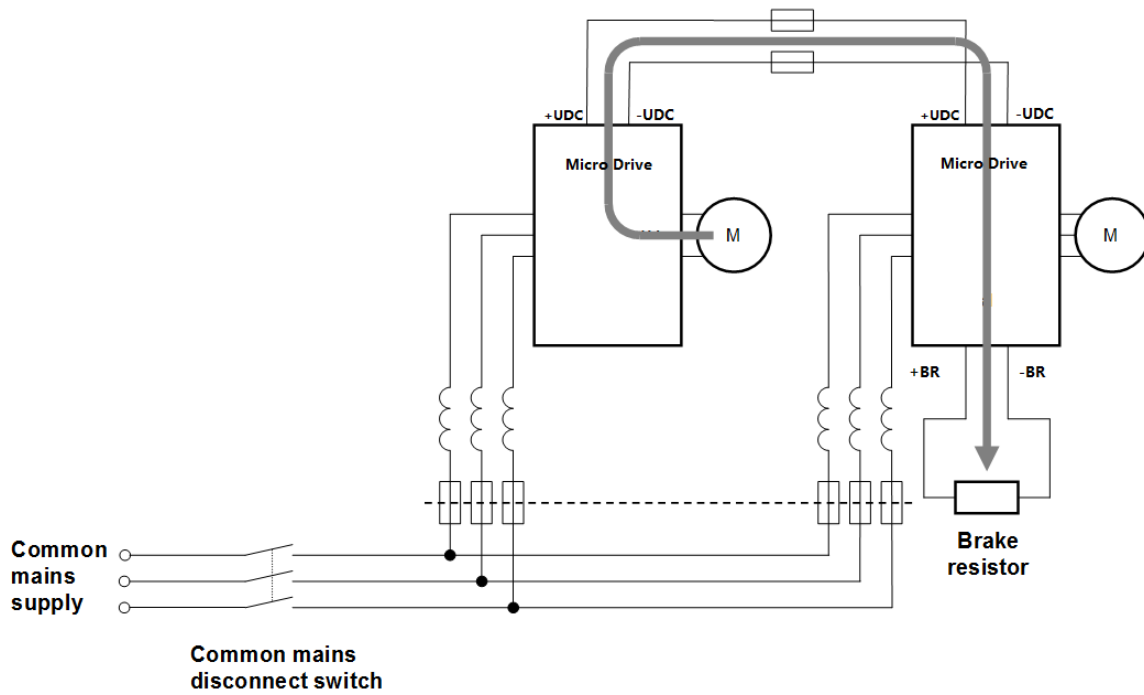 +UDC
-UDC
+UDC
-UDC
Micro Drive
Micro Drive
M
M
+BR
-BR
Brake
resistor
Common
mains
supply
Common mains
disconnect switch